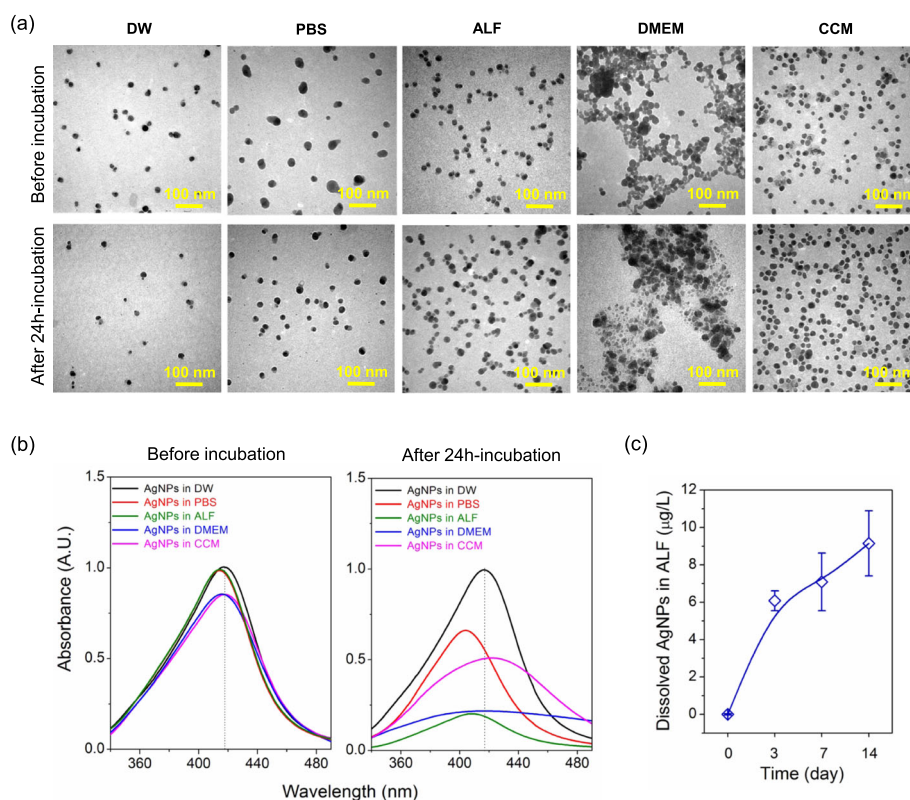 (a)
DW PBS ALF DMEM CCM
Before incubation
100 nm 100 nm 100 nm 100 nm 100 nm
After 24h-incubation
100 nm 100 nm 100 nm 100 nm 100 nm
(b)
Before incubation
After 24h-incubation
Absorbance (A.U.)
1.5
1.0
0.5
0.0
AgNPs in DW
AgNPs in PBS
AgNPs in ALF
AgNPs in DMEM
AgNPs in CCM
360 400 440 480
1.5
1.0
0.5
0.0
AgNPs in DW
AgNPs in PBS
AgNPs in ALF
AgNPs in DMEM
AgNPs in CCM
360 400 440 480
Wavelength (nm)
(c)
Dissolved AgNPs in ALF (µg/L)
12
10
8
6
4
2
0
0 3 7 14
Time (day)